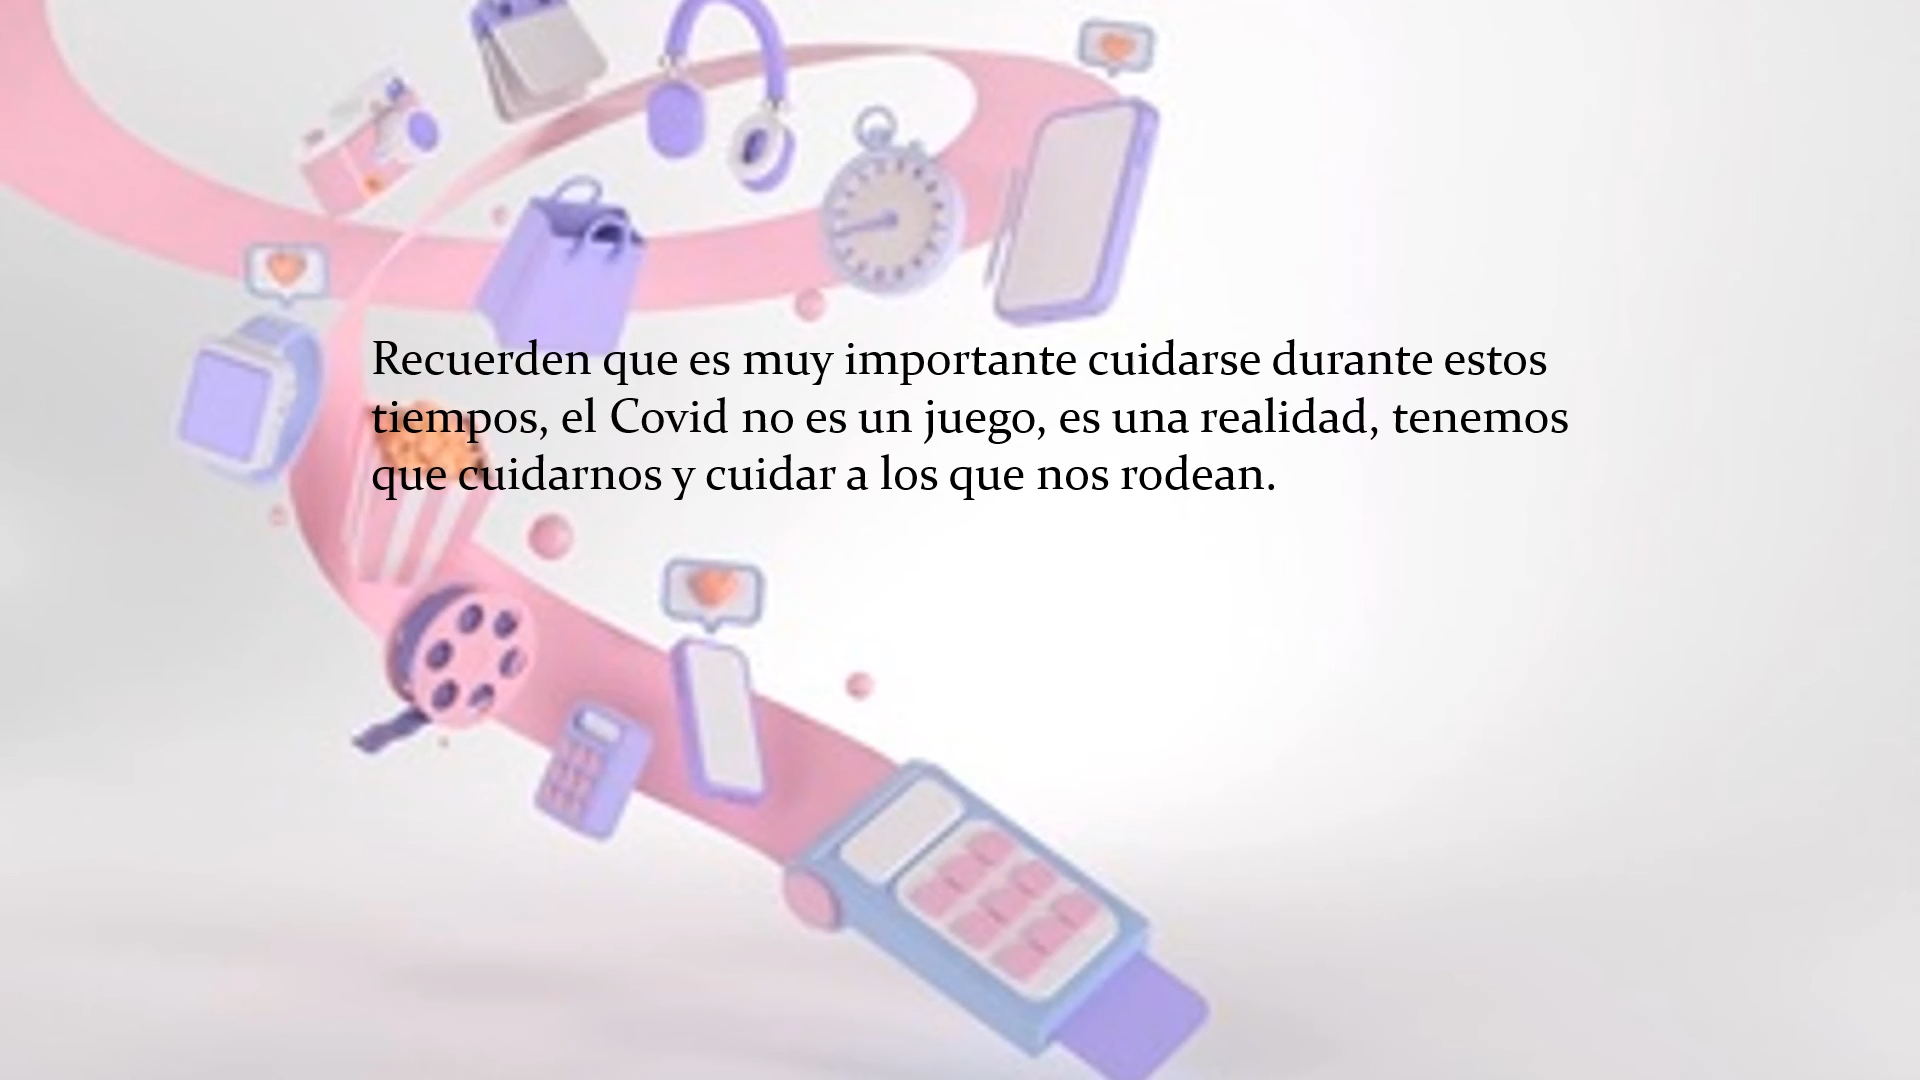 Recuerden que es muy importante cuidarse durante estos
tiempos, el Covid no es un juego, es una realidad, tenemos
que cuidarnos y cuidar a los que nos rodean.